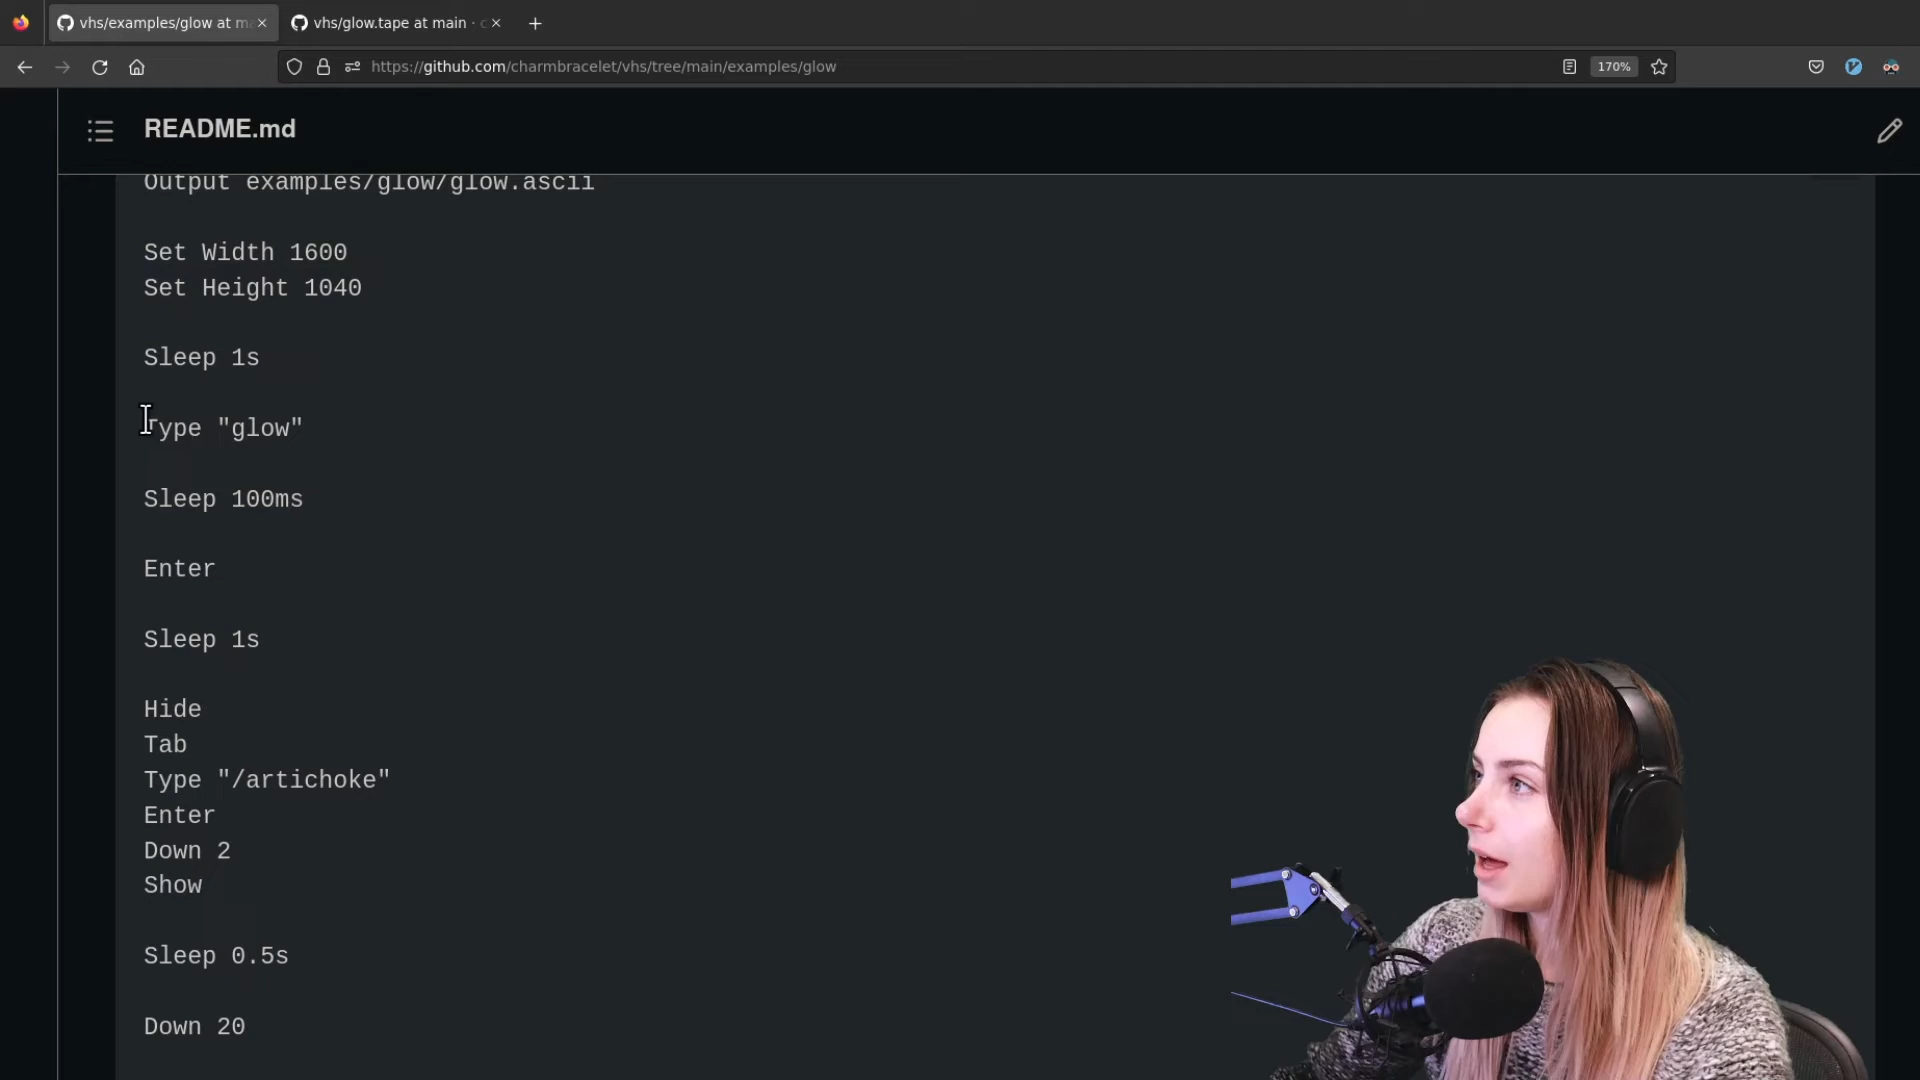 vhs/examples/glow at m
vhs/glow.tape at main · c
https://github.com/charmbracelet/vhs/tree/main/examples/glow
170%
README.md
Output examples/glow/glow.ascii
Set Width 1600
Set Height 1040
Sleep 1s
Type "glow"
Sleep 100ms
Enter
Sleep 1s
Hide
Tab
Type "/artichoke"
Enter
Down 2
Show
Sleep 0.5s
Down 20